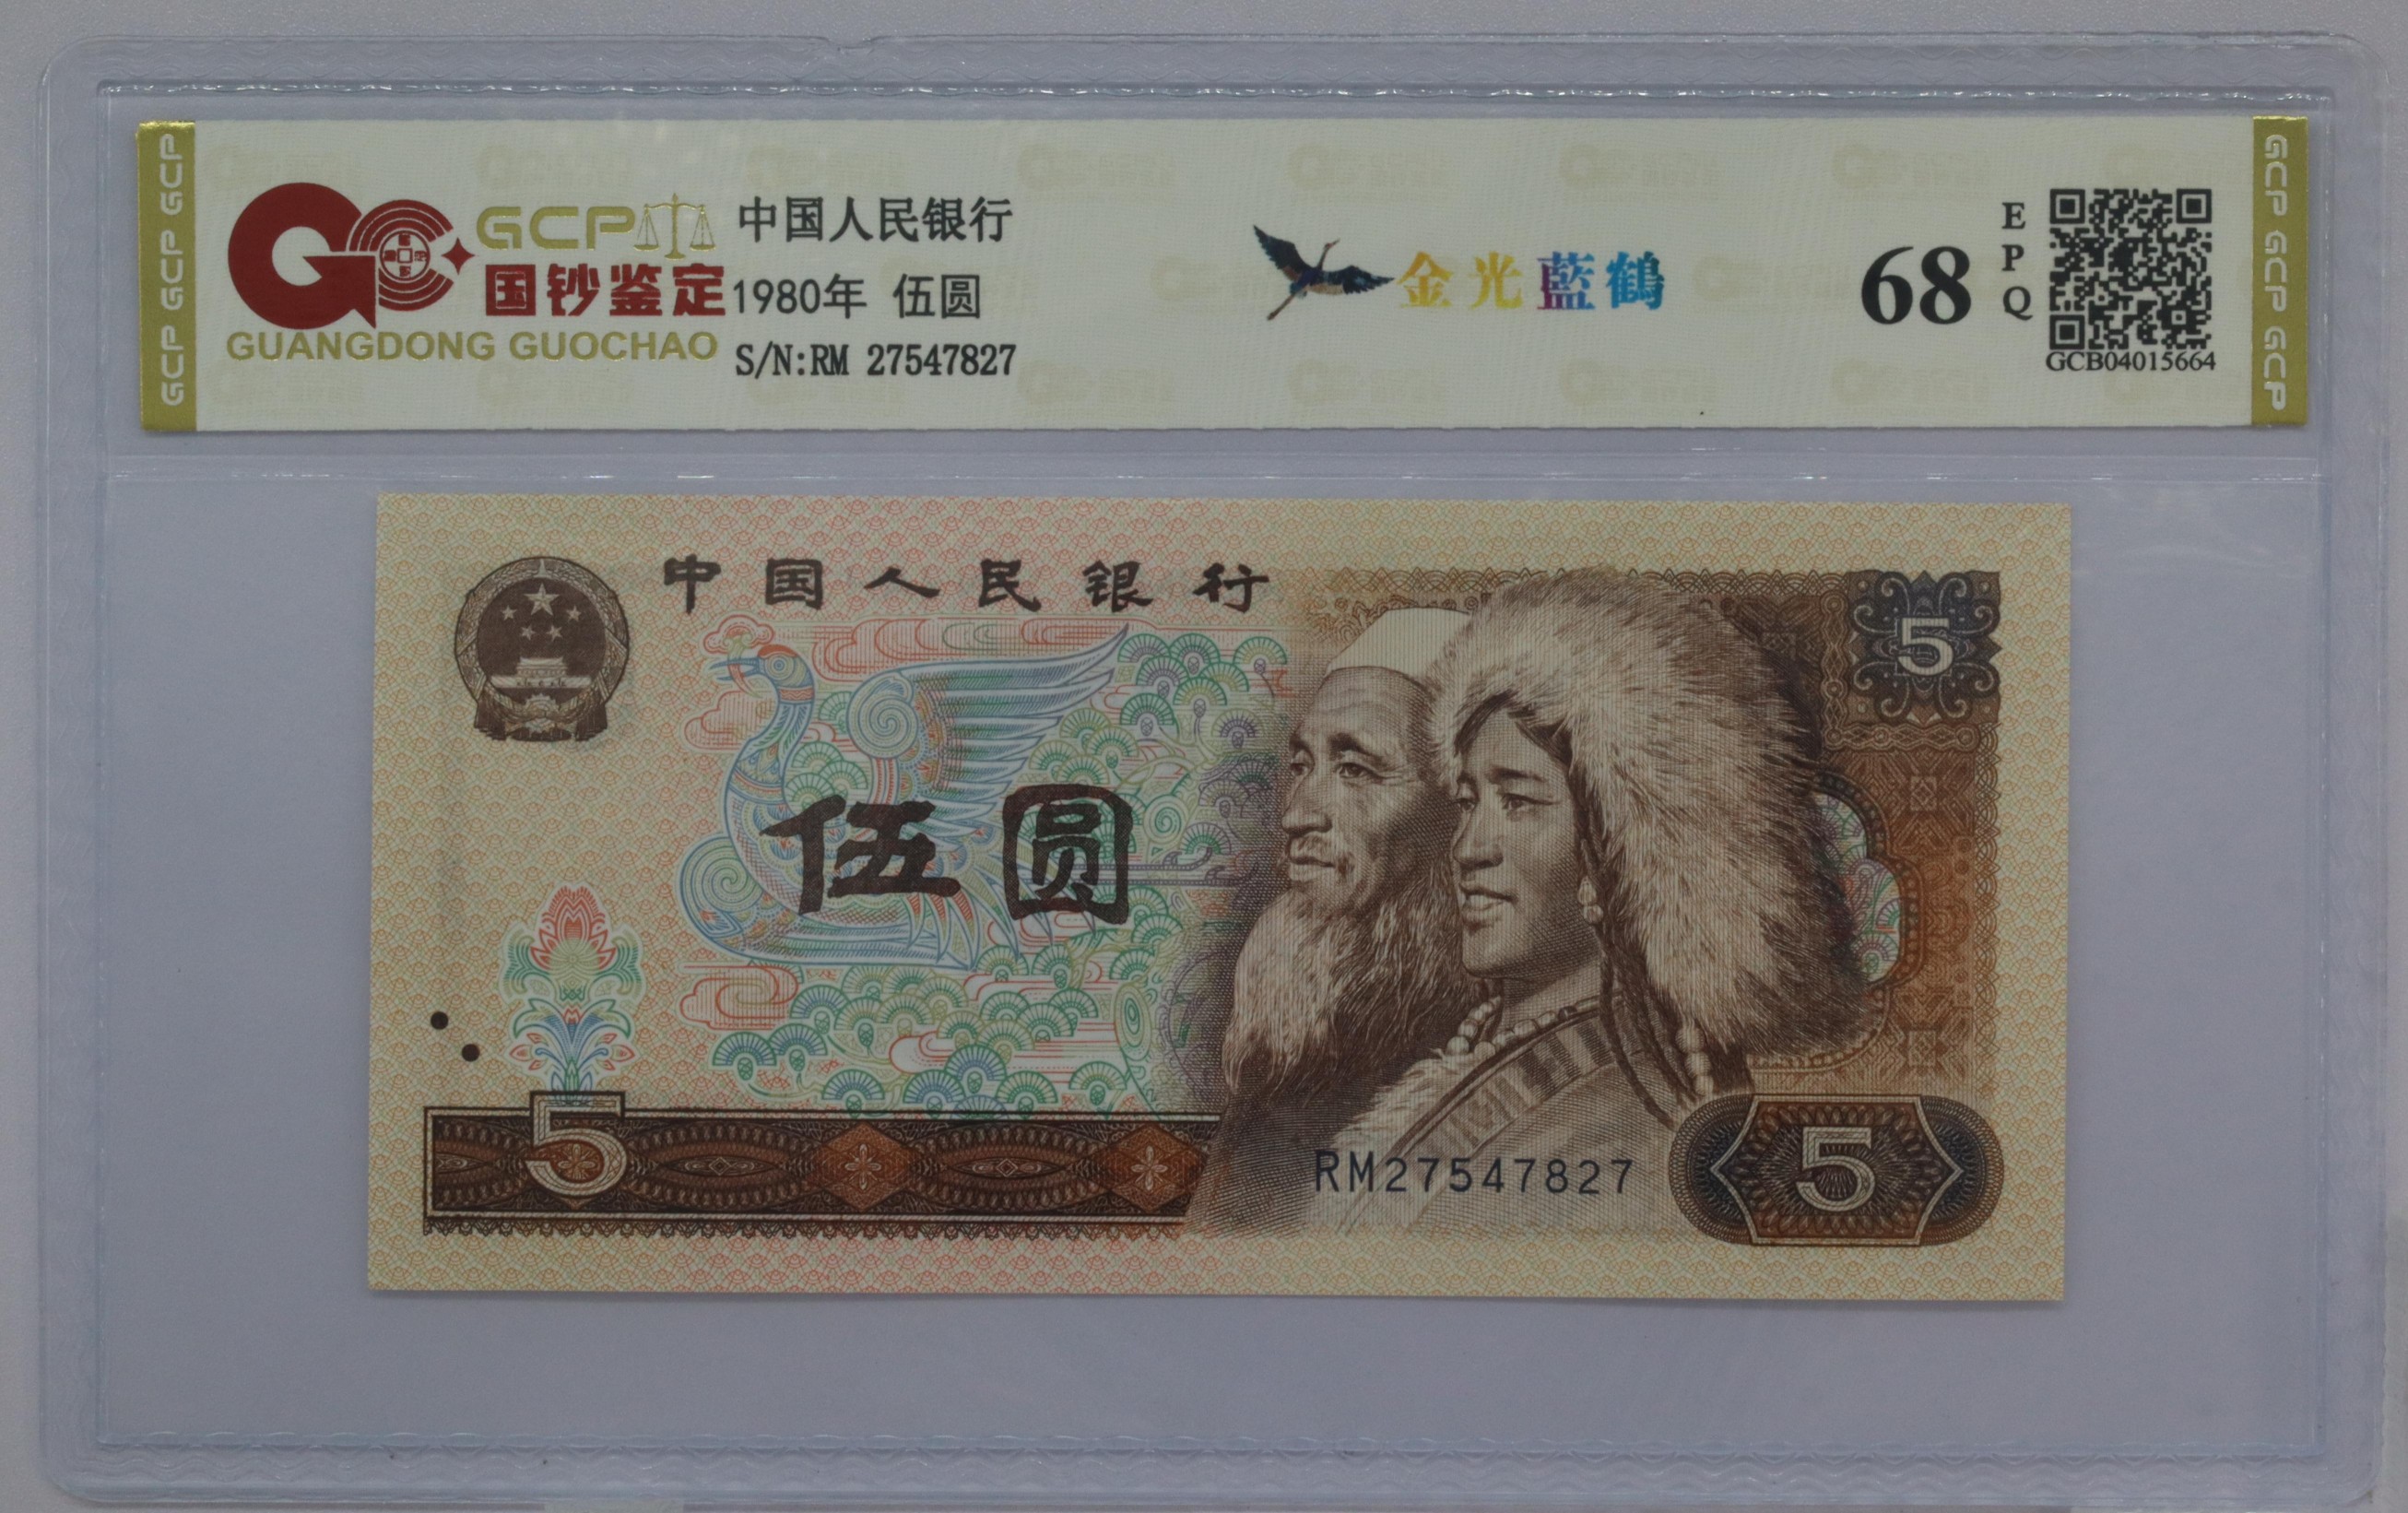 GCP GCP GCP
GCP
国钞鉴定
GUANGDONG GUOCHAO
中国人民银行
1980年 伍圆
S/N:RM 27547827
金光藍鶴
68
EPQ
GCB04015664
GCP GCP GCP
中国人民银行
5
伍圆
5
RM27547827
5